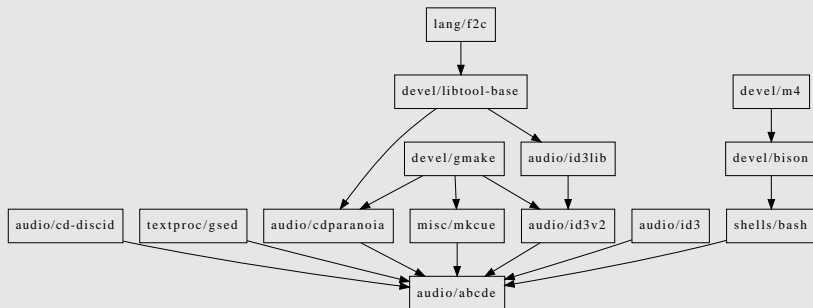 lang/f2c
devel/libtool-base
devel/m4
devel/gmake
audio/id3lib
devel/bison
audio/cd-discid
textproc/gsed
audio/cdparanoia
misc/mkcue
audio/id3v2
audio/id3
shells/bash
audio/abcde